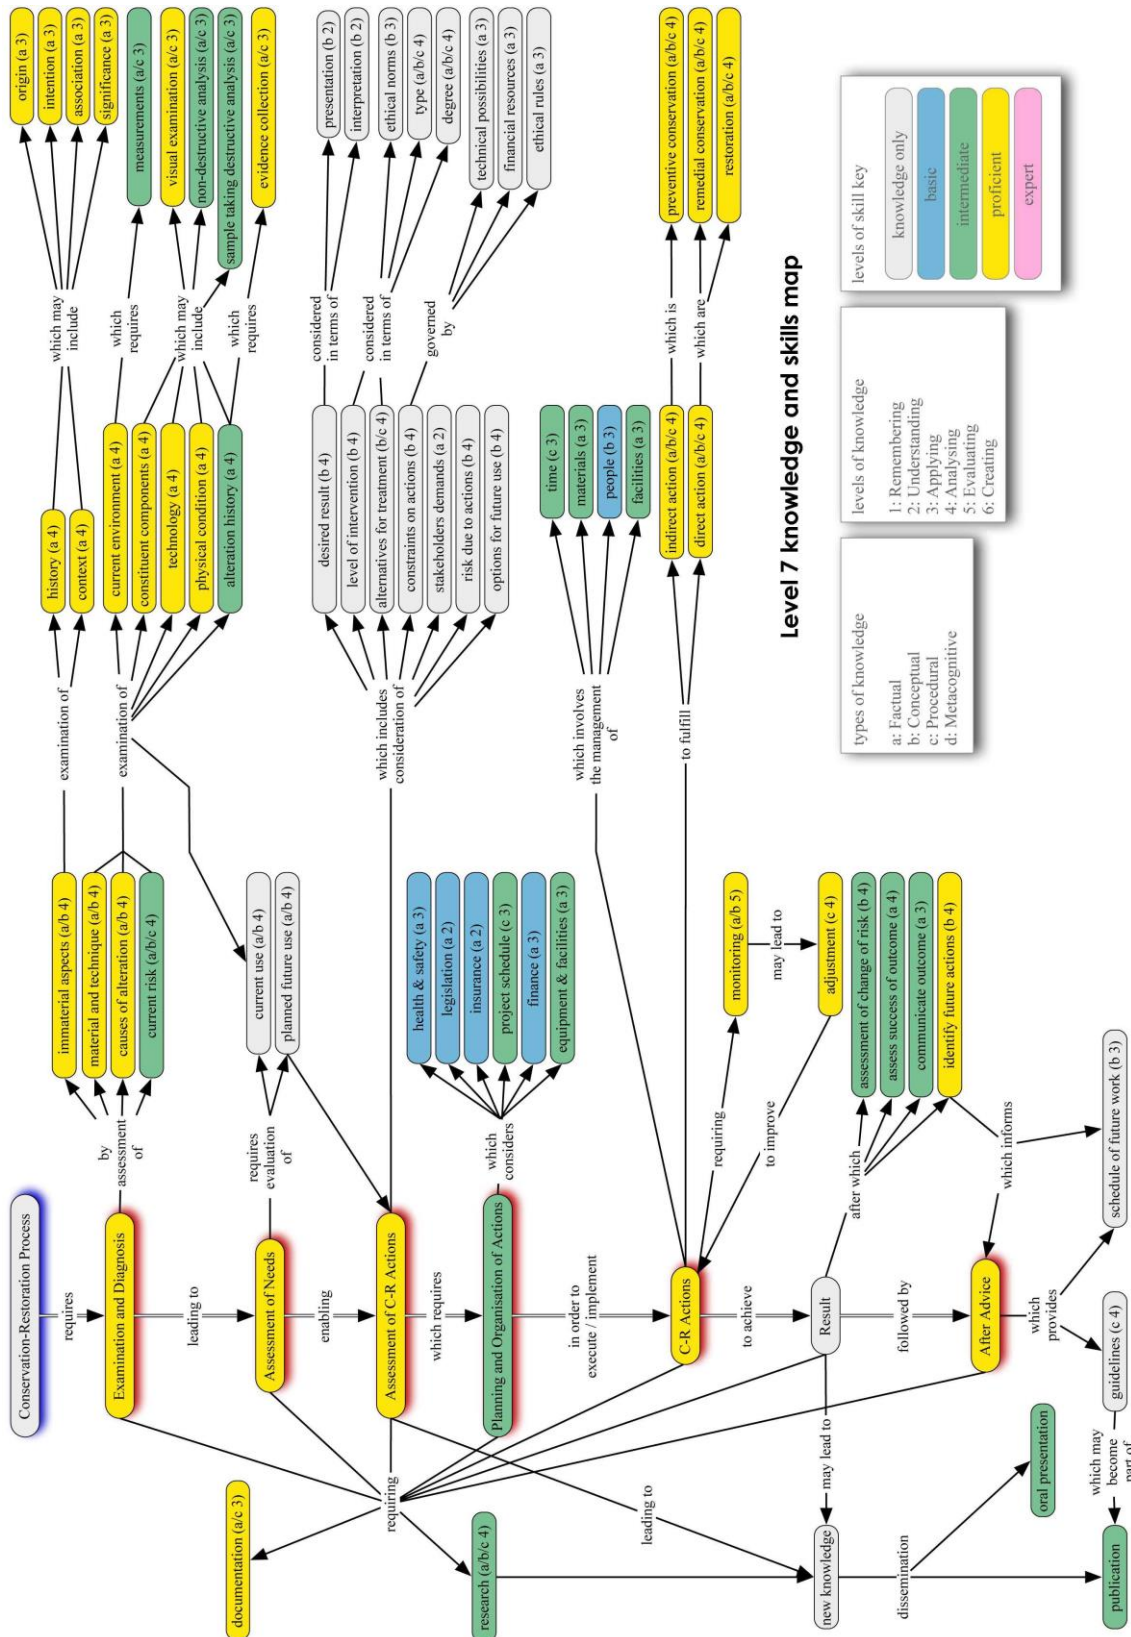 Conservation-Restoration Process
requires
Examination and Diagnosis
by
assessment
of
immaterial aspects (a/b 4)
material and technique (a/b 4)
causes of alteration (a/b 4)
current risk (a/b/c 4)
examination of
history (a 4)
context (a 4)
which may
include
origin (a 3)
intention (a 3)
association (a 3)
significance (a 3)
examination of
current environment (a 4)
constituent components (a 4)
technology (a 4)
physical condition (a 4)
alteration history (a 4)
which
requires
measurements (a/c 3)
which may
include
visual examination (a/c 3)
non-destructive analysis (a/c 3)
sample taking destructive analysis (a/c 3)
which
requires
evidence collection (a/c 3)
leading to
Assessment of Needs
requires
evaluation
of
current use (a/b 4)
planned future use (a/b 4)
enabling
Assessment of C-R Actions
which includes
consideration of
desired result (b 4)
level of intervention (b 4)
alternatives for treatment (b/c 4)
constraints on actions (b 4)
stakeholders demands (a 2)
risk due to actions (b 4)
options for future use (b 4)
considered
in terms of
presentation (b 2)
interpretation (b 2)
considered
in terms of
ethical norms (b 3)
type (a/b/c 4)
degree (a/b/c 4)
governed
by
technical possibilities (a 3)
financial resources (a 3)
ethical rules (a 3)
which requires
Planning and Organisation of Actions
which
considers
health & safety (a 3)
legislation (a 2)
insurance (a 2)
project schedule (c 3)
finance (a 3)
equipment & facilities (a 3)
in order to
execute / implement
C-R Actions
which involves
the management
of
time (c 3)
materials (a 3)
people (b 3)
facilities (a 3)
to fulfill
indirect action (a/b/c 4)
direct action (a/b/c 4)
which is
preventive conservation (a/b/c 4)
which are
remedial conservation (a/b/c 4)
restoration (a/b/c 4)
requiring
monitoring (a/b 5)
may lead to
adjustment (c 4)
to improve
to achieve
Result
after which
assessment of change of risk (b 4)
assess success of outcome (a 4)
communicate outcome (a 3)
identify future actions (b 4)
followed by
which informs
After Advice
which
provides
schedule of future work (b 3)
guidelines (c 4)
which may
become
part of
publication
requiring
documentation (a/c 3)
research (a/b/c 4)
leading to
may lead to
new knowledge
dissemination
oral presentation
Level 7 knowledge and skills map
types of knowledge
a: Factual
b: Conceptual
c: Procedural
d: Metacognitive
levels of knowledge
1: Remembering
2: Understanding
3: Applying
4: Analysing
5: Evaluating
6: Creating
levels of skill key
knowledge only
basic
intermediate
proficient
expert